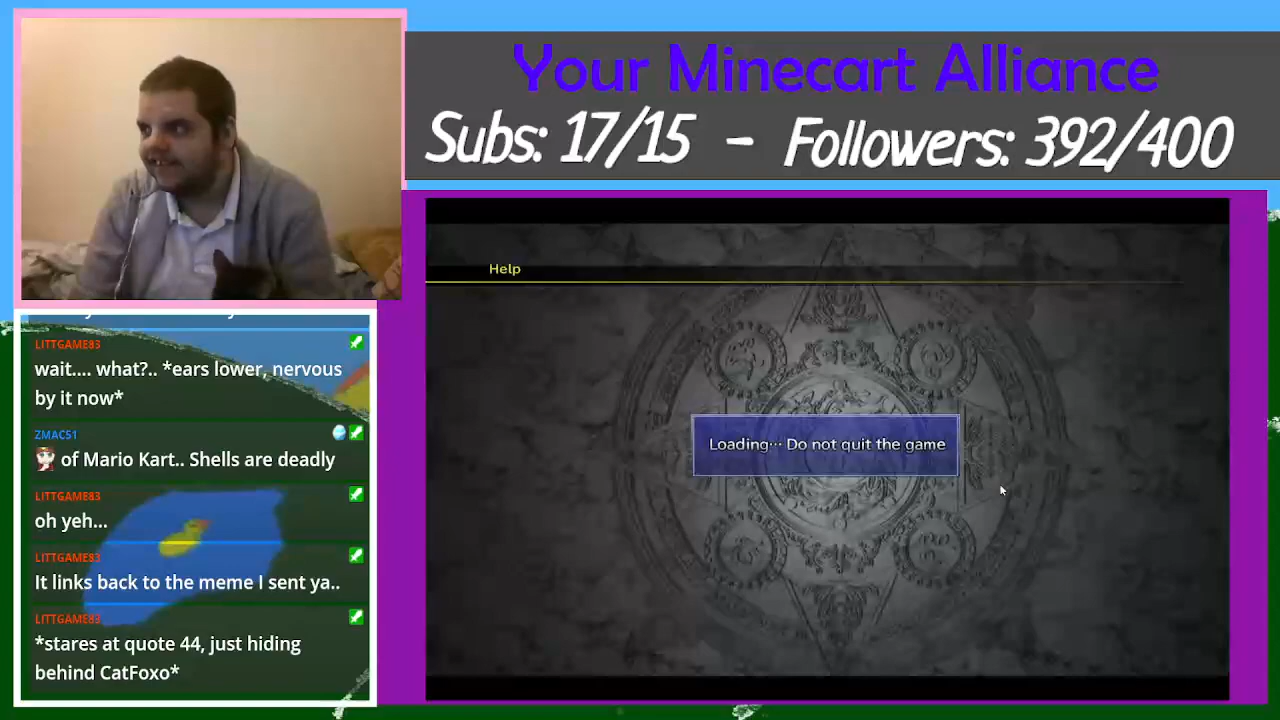 Your Minecart Alliance
Subs: 17/15 - Followers: 392/400
Help
Loading··· Do not quit the game
LITTGAME83
wait.... what?.. *ears lower, nervous
by it now*
ZMAC51
of Mario Kart.. Shells are deadly
LITTGAME83
oh yeh...
LITTGAME83
It links back to the meme I sent ya..
LITTGAME83
*stares at quote 44, just hiding
behind CatFoxo*